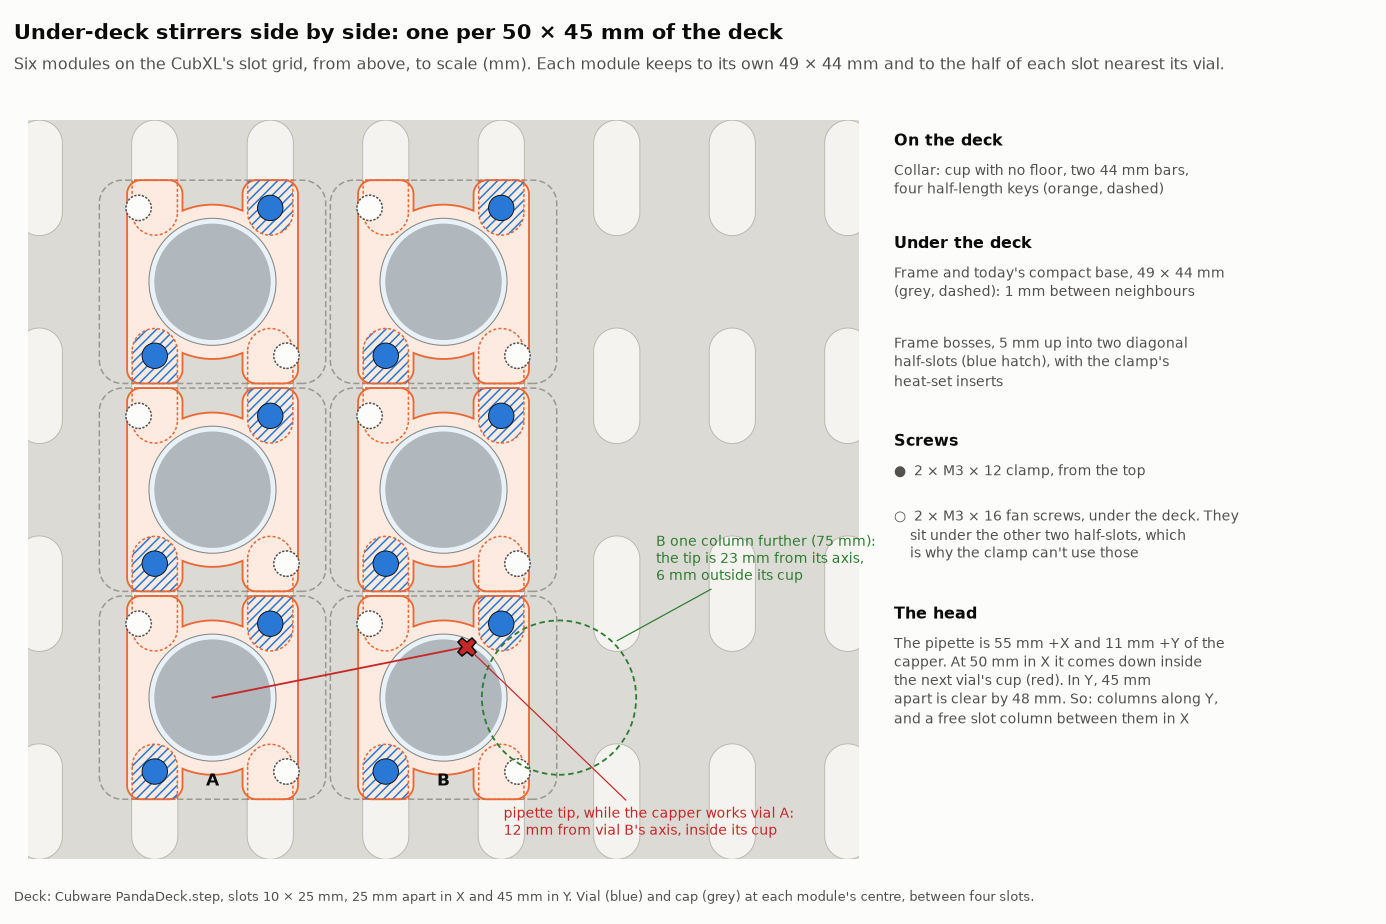 Under-deck stirrers side by side: one per 50 × 45 mm of the deck
Six modules on the CubXL's slot grid, from above, to scale (mm). Each module keeps to its own 49 × 44 mm and to the half of each slot nearest its vial.
On the deck
Collar: cup with no floor, two 44 mm bars,
four half-length keys (orange, dashed)
Under the deck
Frame and today's compact base, 49 × 44 mm
(grey, dashed): 1 mm between neighbours
Frame bosses, 5 mm up into two diagonal
half-slots (blue hatch), with the clamp's
heat-set inserts
Screws
● 2 × M3 × 12 clamp, from the top
○ 2 × M3 × 16 fan screws, under the deck. They
sit under the other two half-slots, which
is why the clamp can't use those
B one column further (75 mm):
the tip is 23 mm from its axis,
6 mm outside its cup
The head
The pipette is 55 mm +X and 11 mm +Y of the
capper. At 50 mm in X it comes down inside
the next vial's cup (red). In Y, 45 mm
apart is clear by 48 mm. So: columns along Y,
and a free slot column between them in X
A
B
pipette tip, while the capper works vial A:
12 mm from vial B's axis, inside its cup
Deck: Cubware PandaDeck.step, slots 10 × 25 mm, 25 mm apart in X and 45 mm in Y. Vial (blue) and cap (grey) at each module's centre, between four slots.